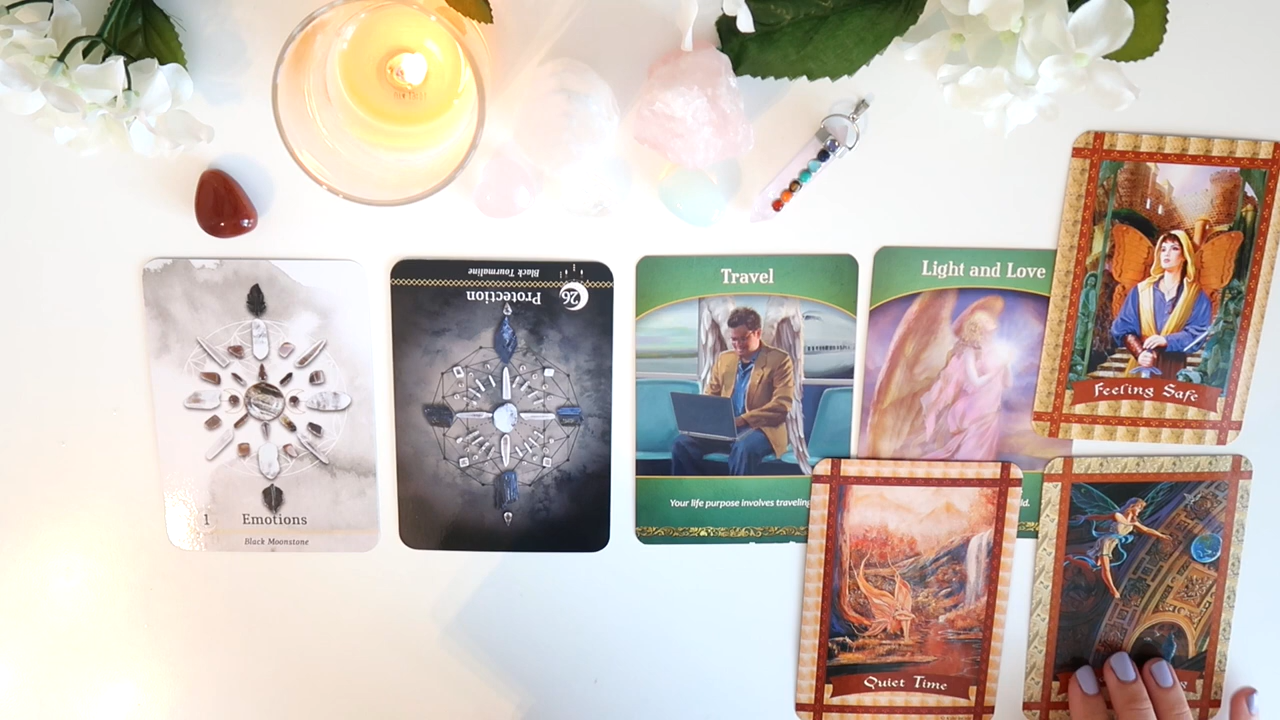 1 Emotions
Black Moonstone
Black Tourmaline
Protection 26
Travel
Your life purpose involves traveling
Light and Love
Feeling Safe
Quiet Time